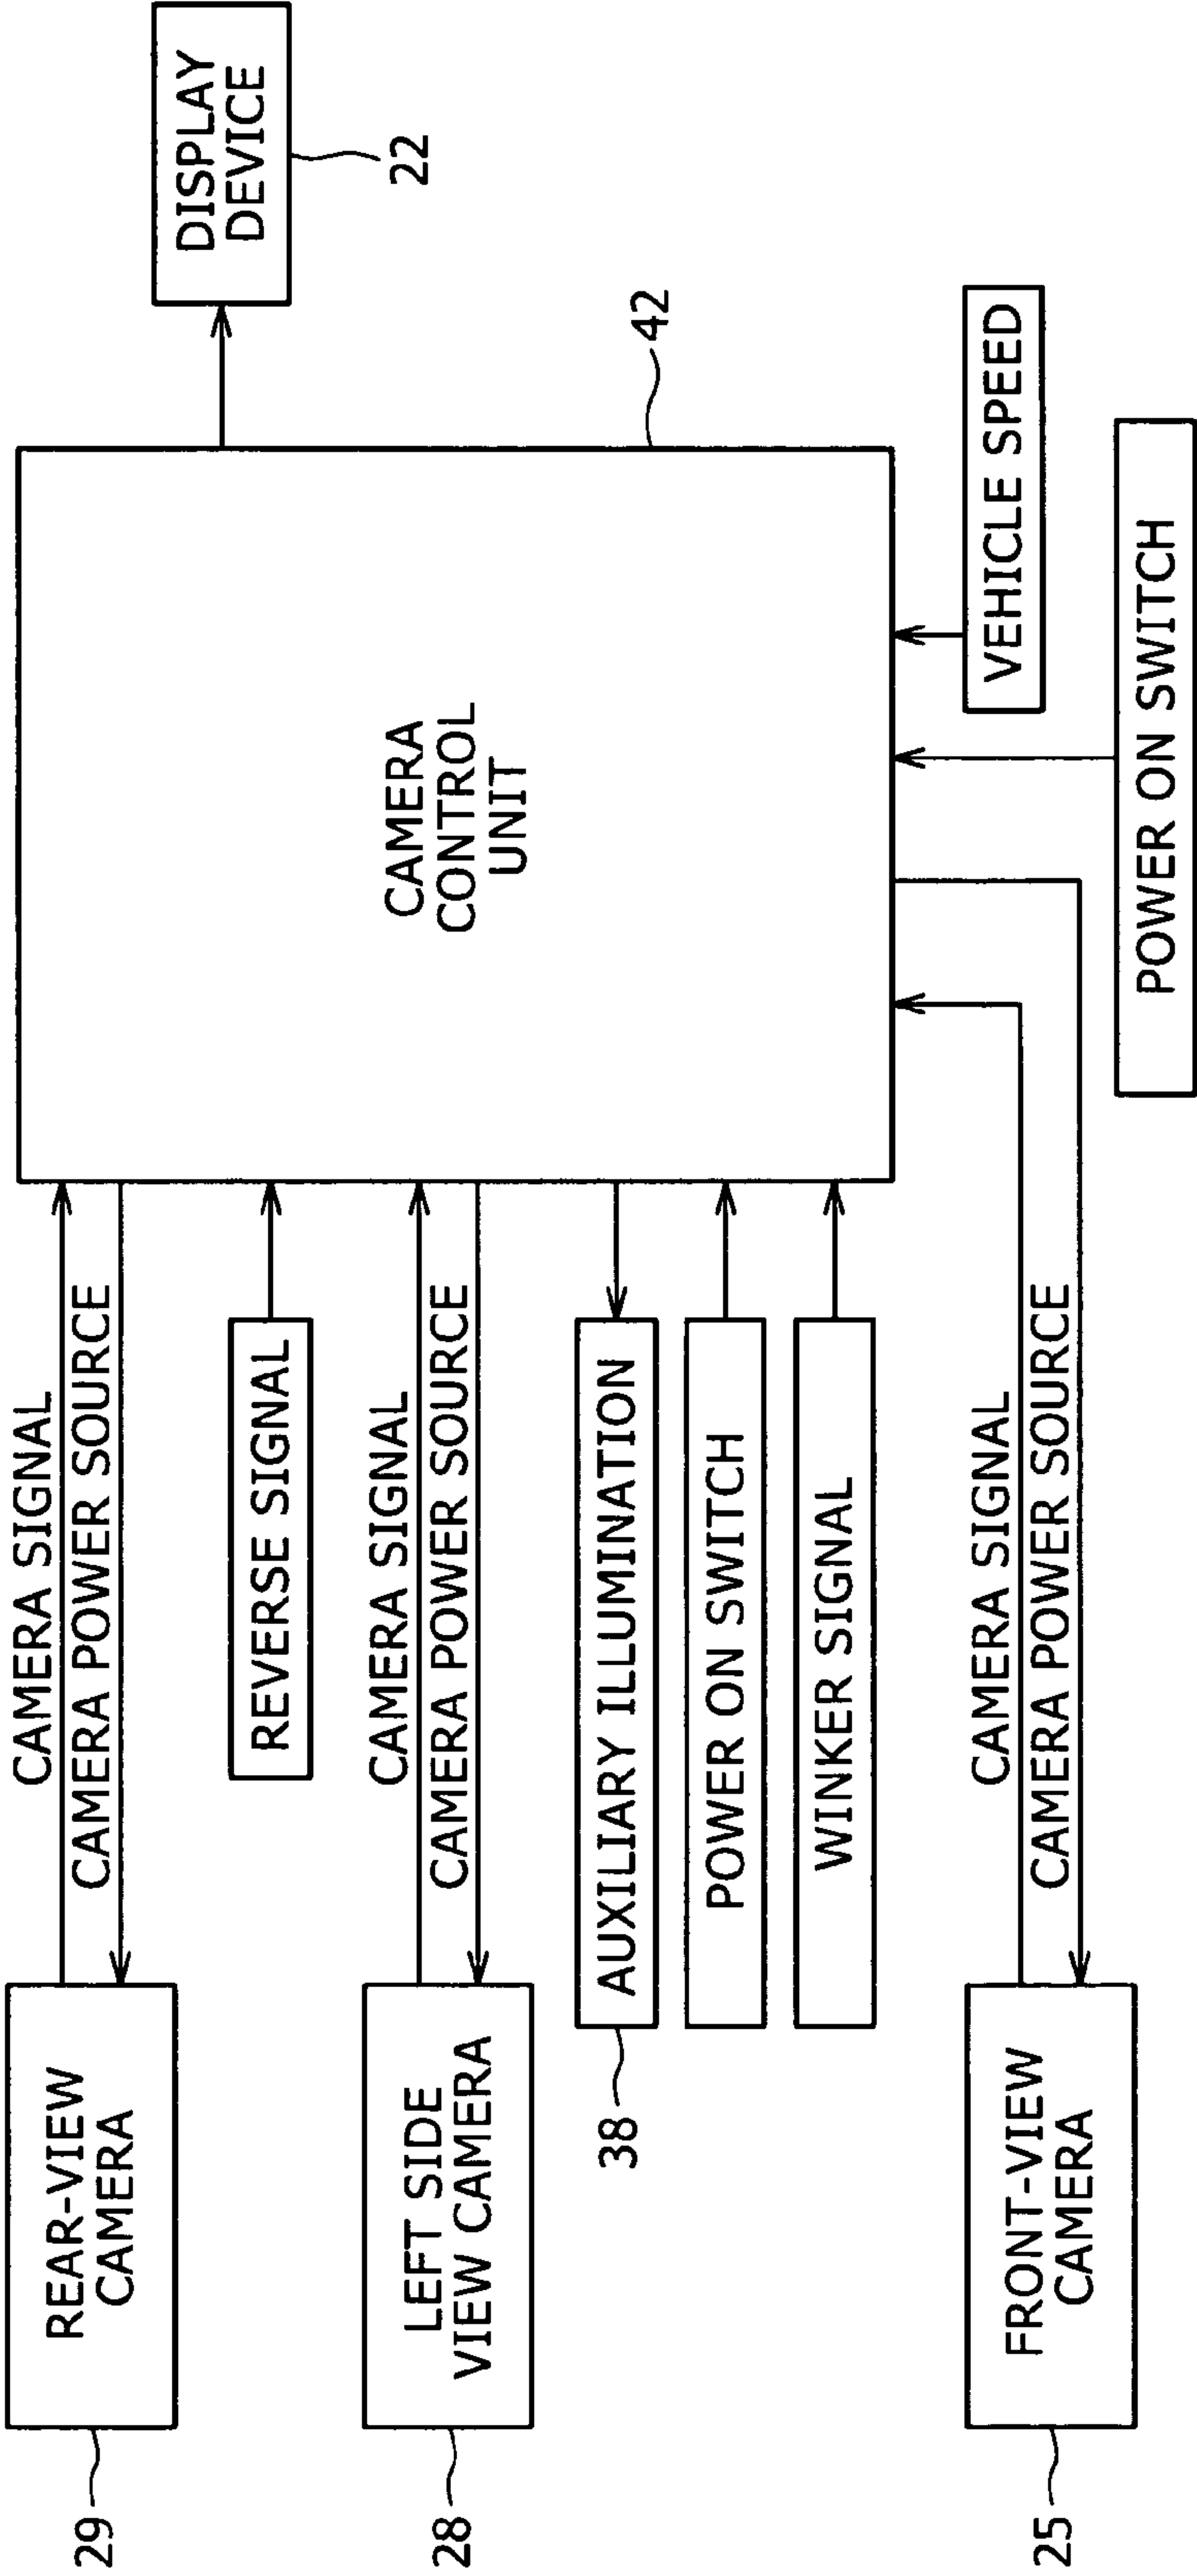 29
REAR-VIEW
CAMERA
CAMERA SIGNAL
CAMERA POWER SOURCE
DISPLAY
DEVICE
22
REVERSE SIGNAL
28
LEFT SIDE
VIEW CAMERA
CAMERA SIGNAL
CAMERA POWER SOURCE
CAMERA
CONTROL
UNIT
42
38
AUXILIARY ILLUMINATION
POWER ON SWITCH
WINKER SIGNAL
25
FRONT-VIEW
CAMERA
CAMERA SIGNAL
CAMERA POWER SOURCE
VEHICLE SPEED
POWER ON SWITCH